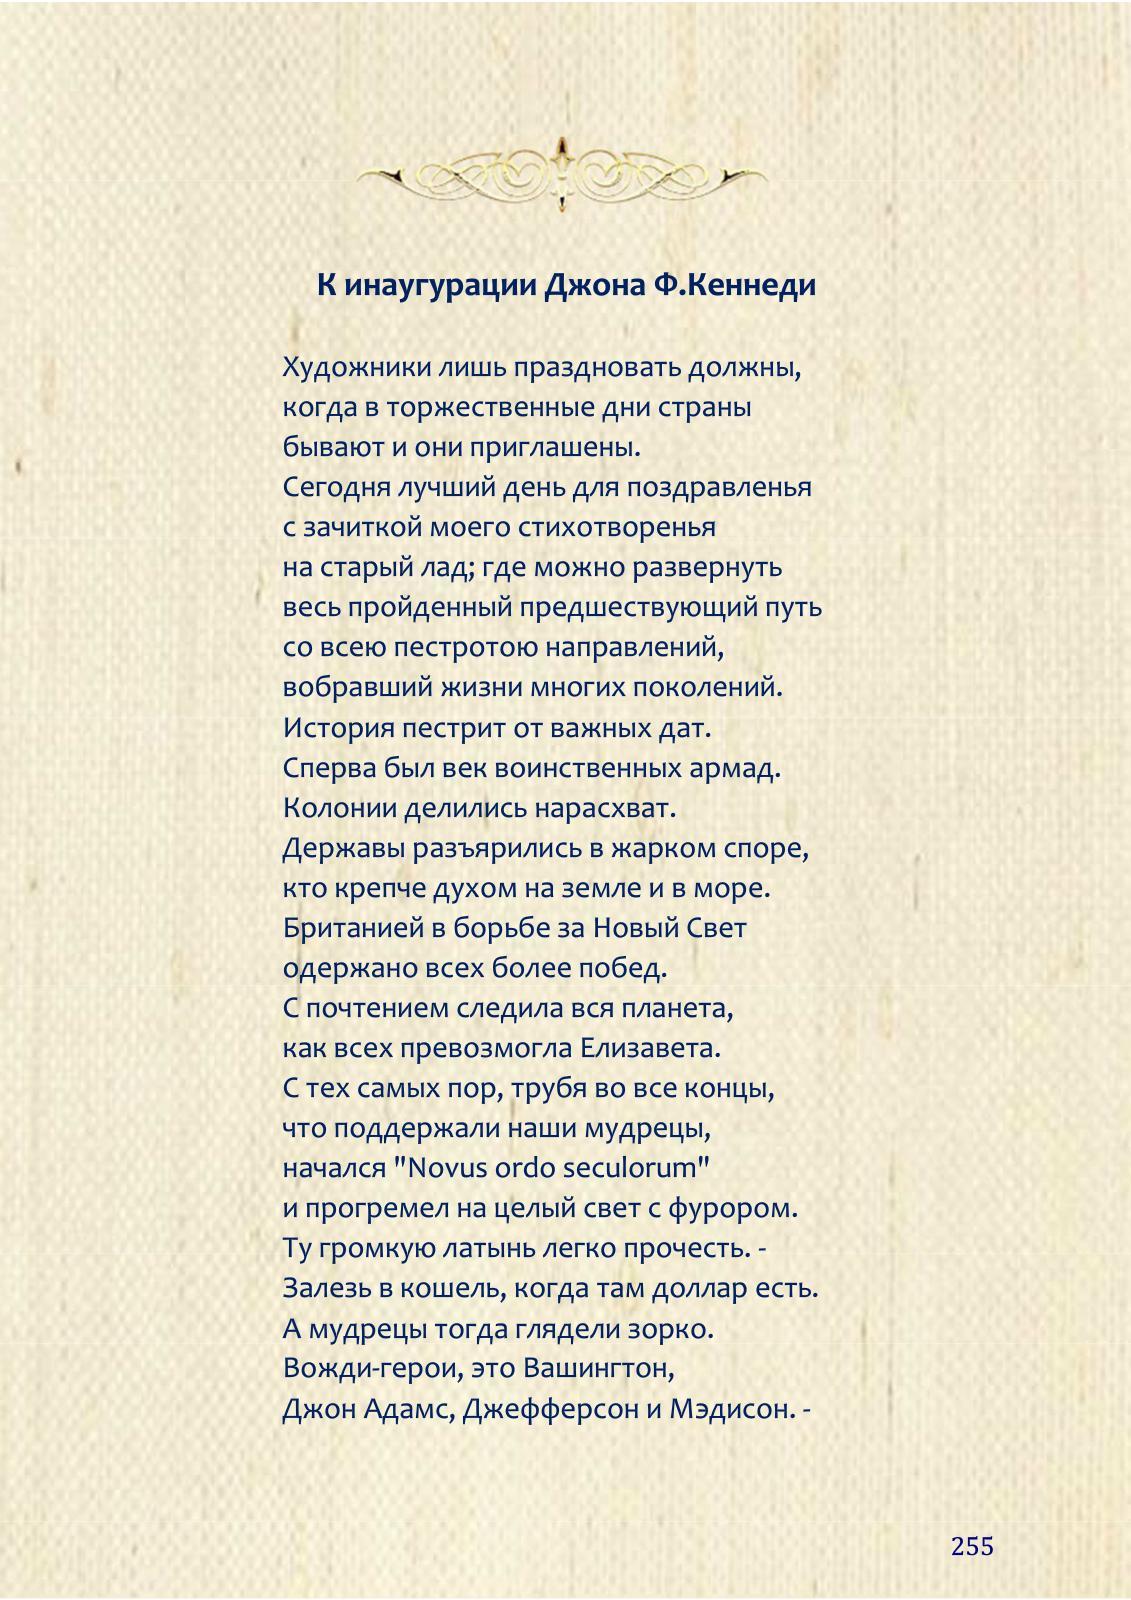 К инаугурации Джона Ф.Кеннеди
Художники лишь праздновать должны,
когда в торжественные дни страны
бывают и они приглашены.
Сегодня лучший день для поздравленья
с зачиткой моего стихотворенья
на старый лад; где можно развернуть
весь пройденный предшествующий путь
со всею пестротою направлений,
вобравший жизни многих поколений.
История пестрит от важных дат.
Сперва был век воинственных армад.
Колонии делились нарасхват.
Державы разъярились в жарком споре,
кто крепче духом на земле и в море.
Британией в борьбе за Новый Свет
одержано всех более побед.
С почтением следила вся планета,
как всех превозмогла Елизавета.
С тех самых пор, трубя во все концы,
что поддержали наши мудрецы,
начался "Novus ordo seculorum"
и прогремел на целый свет с фурором.
Ту громкую латынь легко прочесть. -
Залезь в кошель, когда там доллар есть.
А мудрецы тогда глядели зорко.
Вожди-герои, это Вашингтон,
Джон Адамс, Джефферсон и Мэдисон. -
255